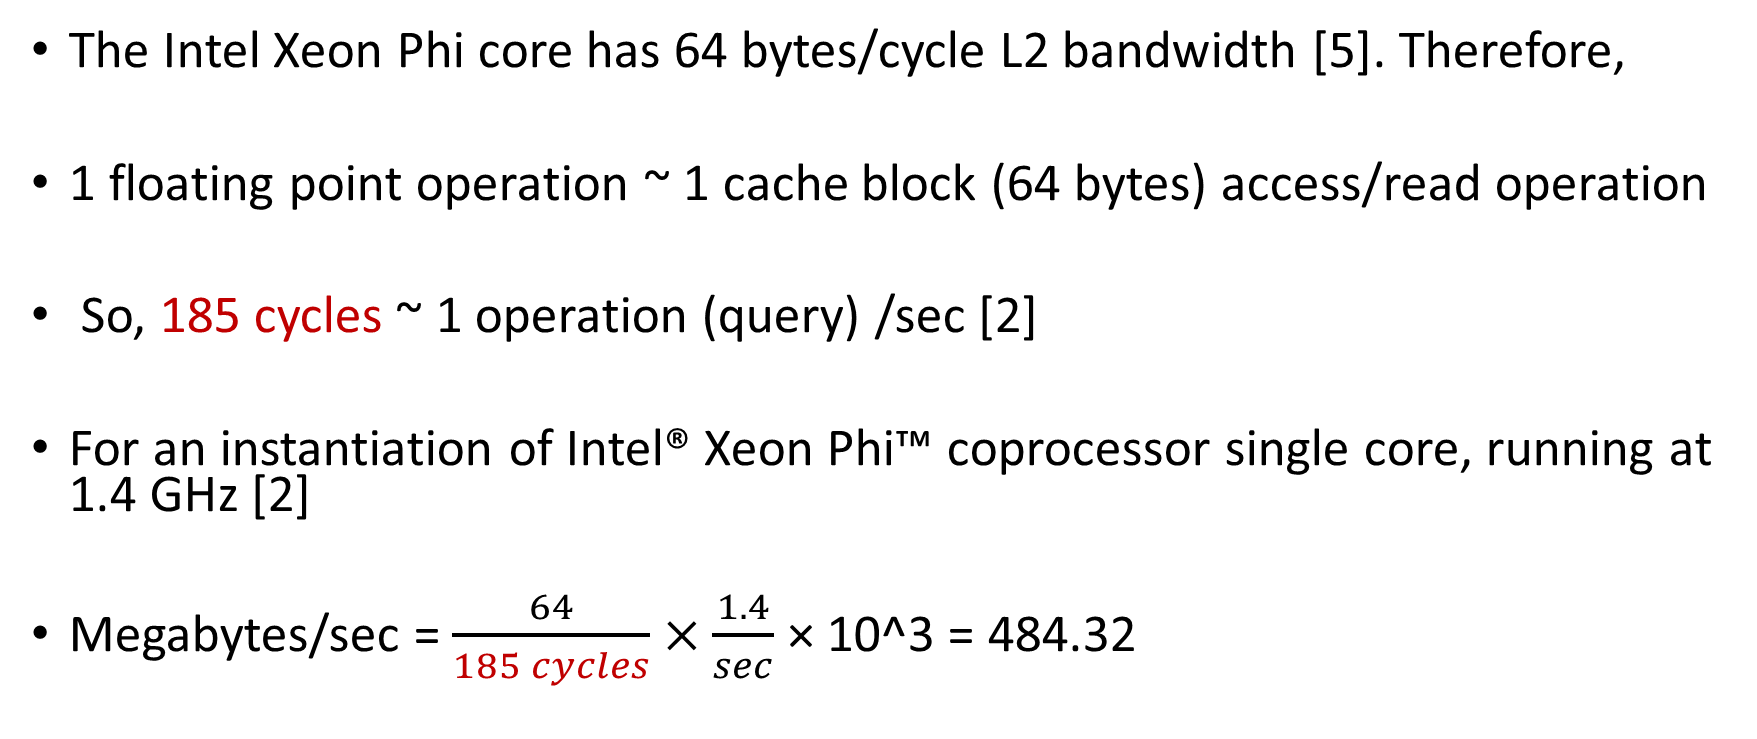 • The Intel Xeon Phi core has 64 bytes/cycle L2 bandwidth [5]. Therefore,
• 1 floating point operation ~ 1 cache block (64 bytes) access/read operation
• So, 185 cycles ~ 1 operation (query) /sec [2]
• For an instantiation of Intel® Xeon Phi™ coprocessor single core, running at
1.4 GHz [2]
• Megabytes/sec = 64/185 cycles × 1.4/sec × 10^3 = 484.32